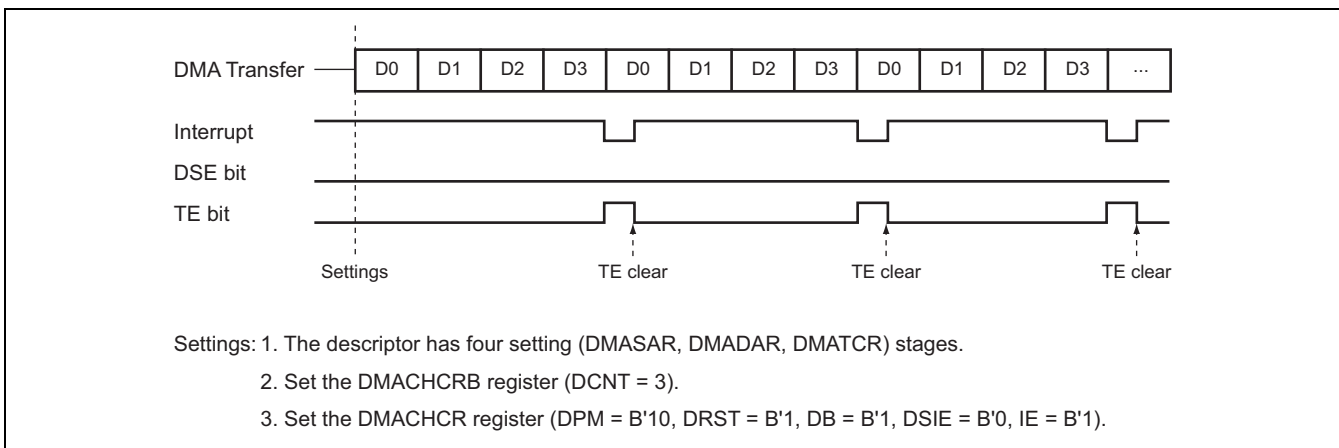 DMA Transfer D0 D1 D2 D3 D0 D1 D2 D3 D0 D1 D2 D3 ...
Interrupt
DSE bit
TE bit
Settings TE clear TE clear TE clear
Settings: 1. The descriptor has four setting (DMASAR, DMADAR, DMATCR) stages.
2. Set the DMACHCRB register (DCNT = 3).
3. Set the DMACHCR register (DPM = B'10, DRST = B'1, DB = B'1, DSIE = B'0, IE = B'1).